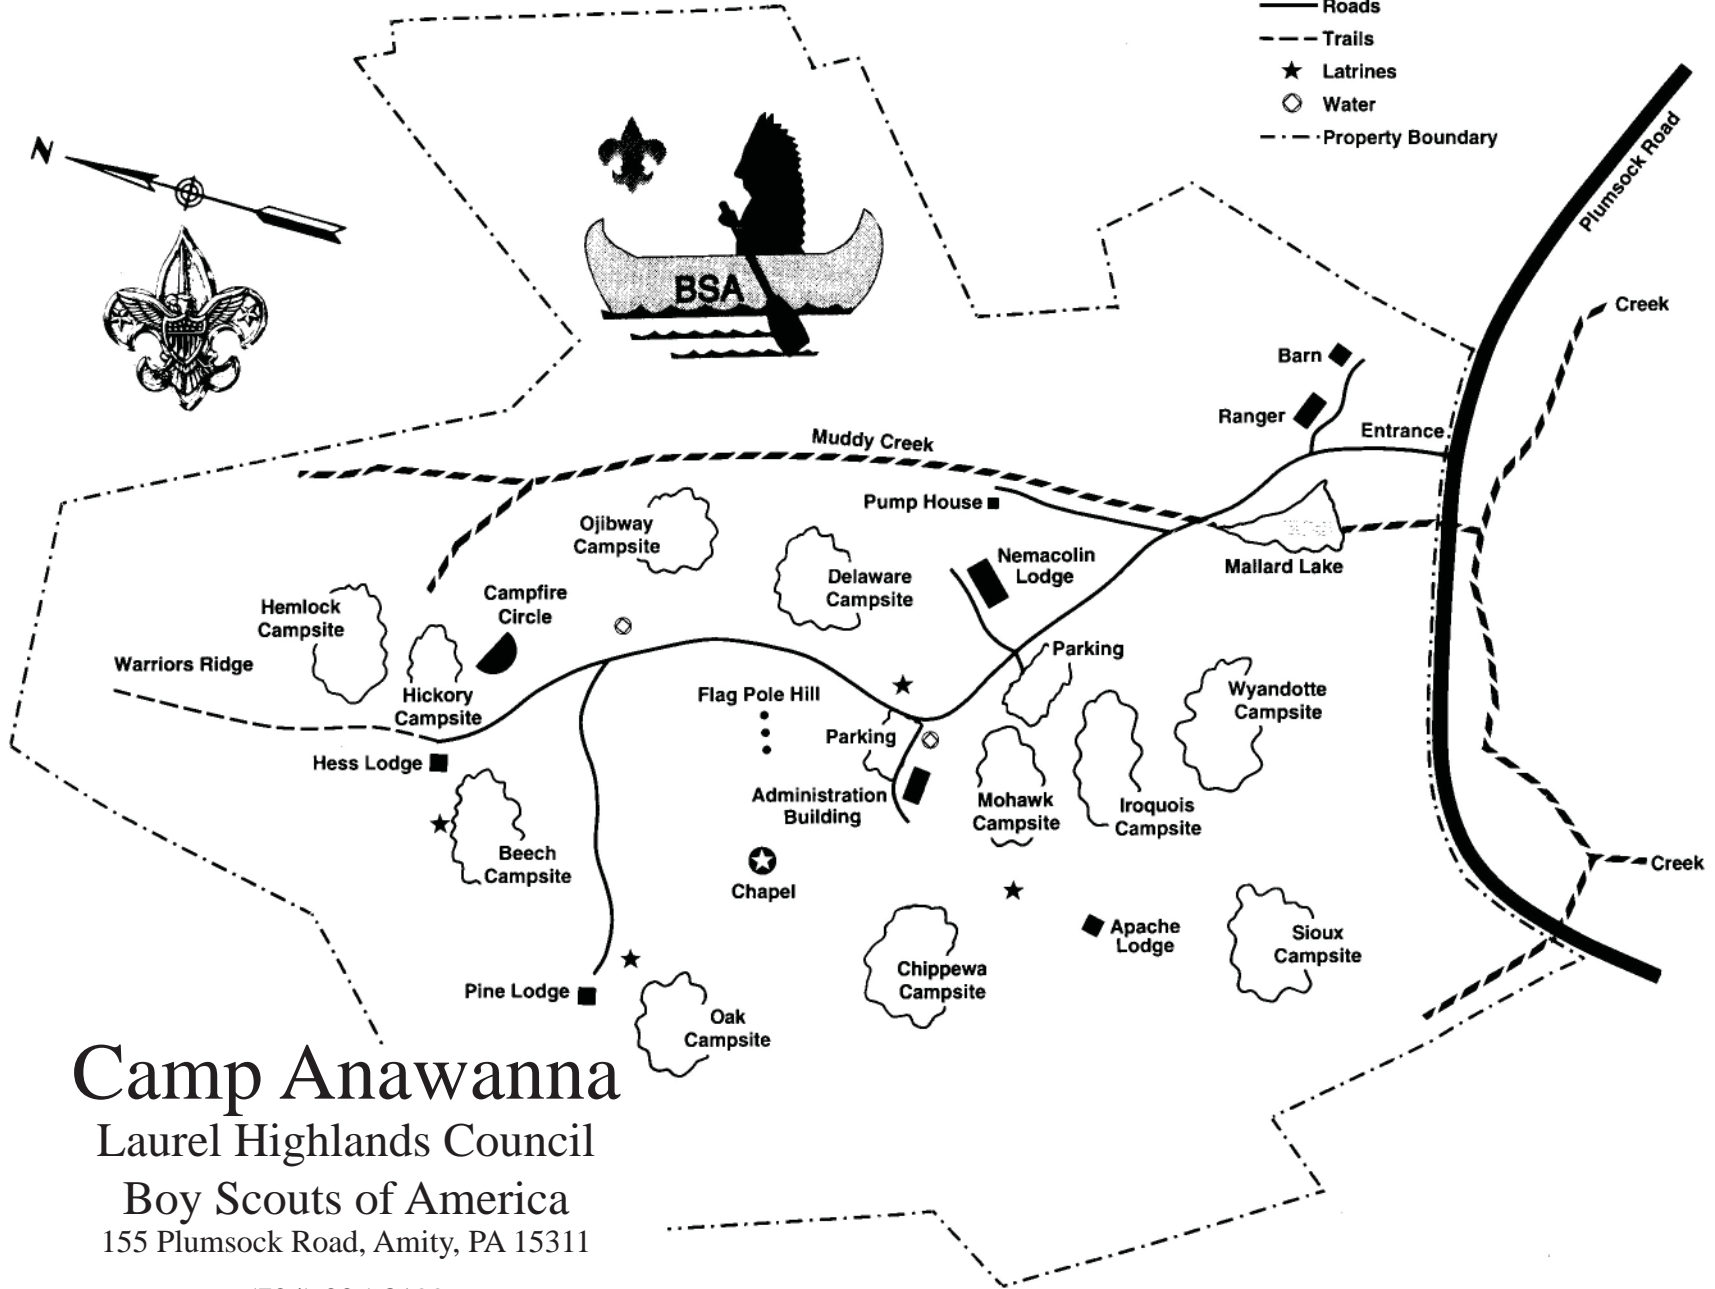 Roads
Trails
Latrines
Water
Property Boundary
N
Plumsock Road
BSA
Creek
Barn
Ranger
Entrance
Muddy Creek
Pump House
Ojibway
Campsite
Nemacolin
Lodge
Mallard Lake
Delaware
Campsite
Campfire
Circle
Hemlock
Campsite
Warriors Ridge
Parking
Hickory
Campsite
Flag Pole Hill
Wyandotte
Campsite
Parking
Hess Lodge
Administration
Building
Mohawk
Campsite
Iroquois
Campsite
Beech
Campsite
Chapel
Creek
Apache
Lodge
Sioux
Campsite
Chippewa
Campsite
Pine Lodge
Oak
Campsite
Camp Anawanna
Laurel Highlands Council
Boy Scouts of America
155 Plumsock Road, Amity, PA 15311